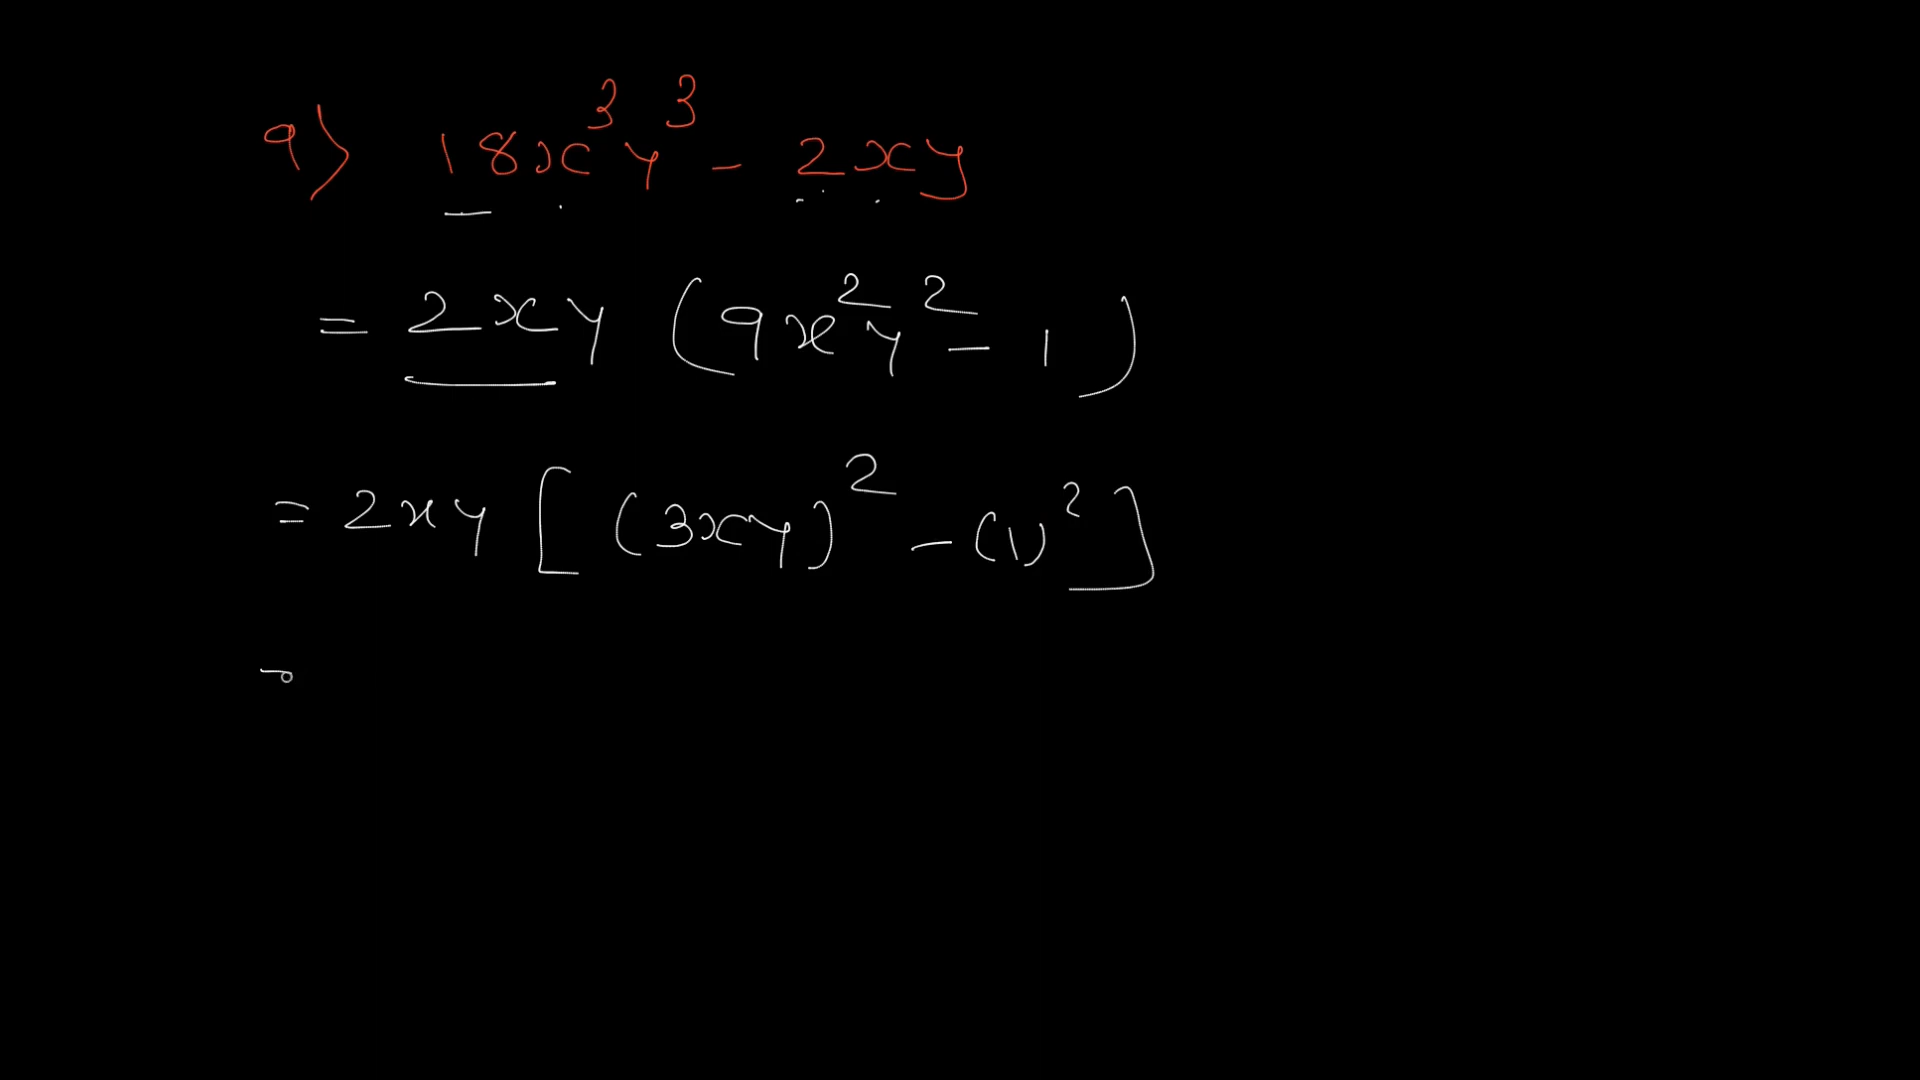 9) 18x³y³ - 2xy
= 2xy (9x²y² - 1)
= 2xy [(3xy)² - (1)²]